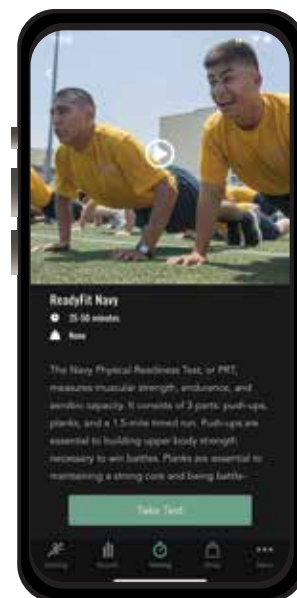 ReadyFit Navy
35-50 minutes
None
The Navy Physical Readiness Test, or PRT,
measures muscular strength, endurance, and
aerobic capacity. It consists of 3 parts: push-ups,
planks, and a 1.5-mile timed run. Push-ups are
essential to building upper body strength
necessary to win battles. Planks are essential to
maintaining a strong core and being battle-
Take Test